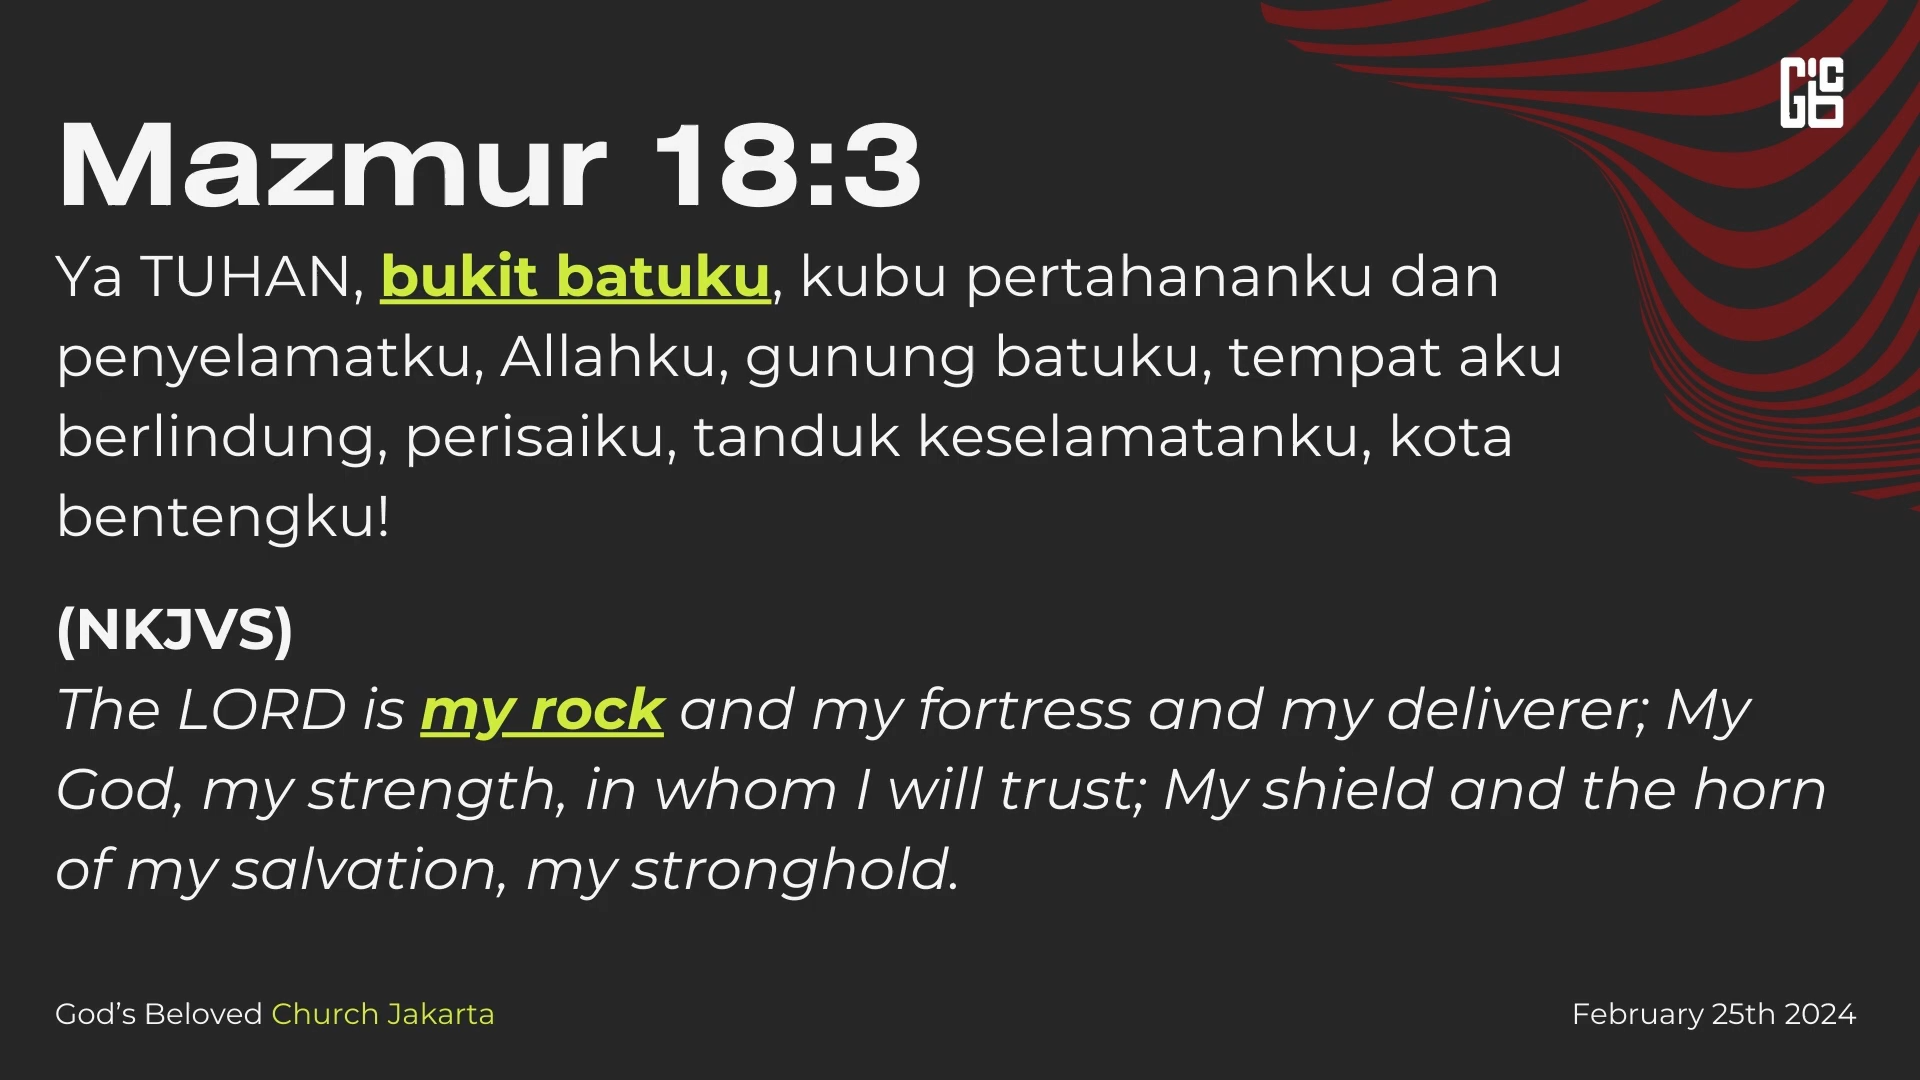 Mazmur 18:3
Ya TUHAN, bukit batuku, kubu pertahananku dan
penyelamatku, Allahku, gunung batuku, tempat aku
berlindung, perisaiku, tanduk keselamatanku, kota
bentengku!
(NKJVS)
The LORD is my rock and my fortress and my deliverer; My
God, my strength, in whom I will trust; My shield and the horn
of my salvation, my stronghold.
God’s Beloved Church Jakarta
February 25th 2024